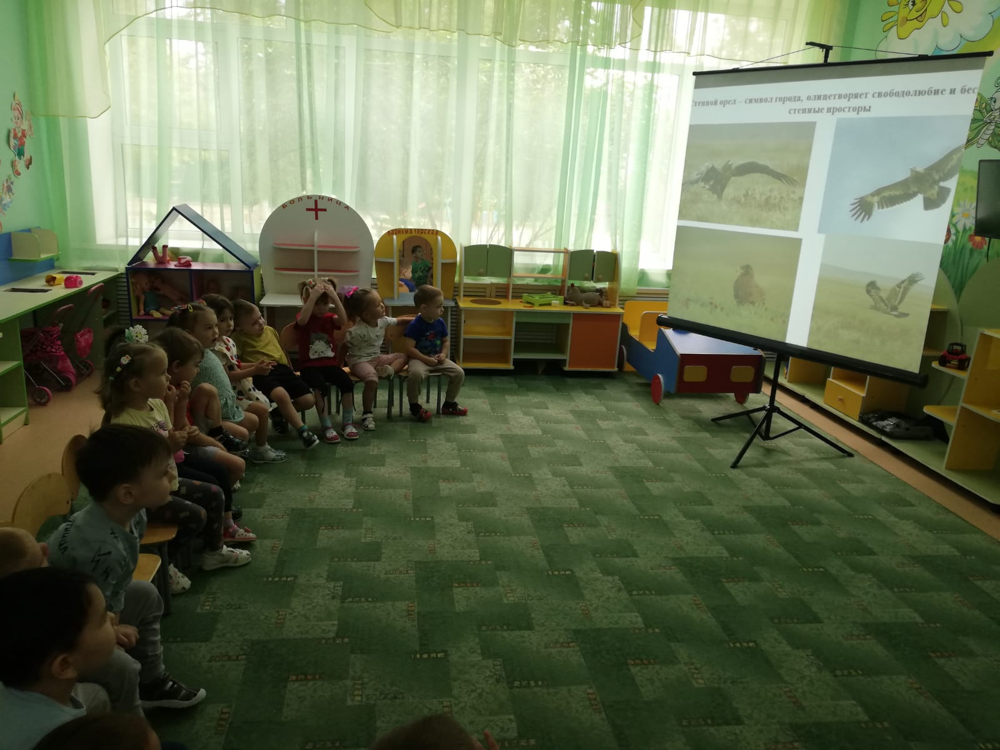 Степной орел – символ города, олицетворяет свободолюбие и бес
степные просторы
БОЛЬНИЦА
парикмахерская